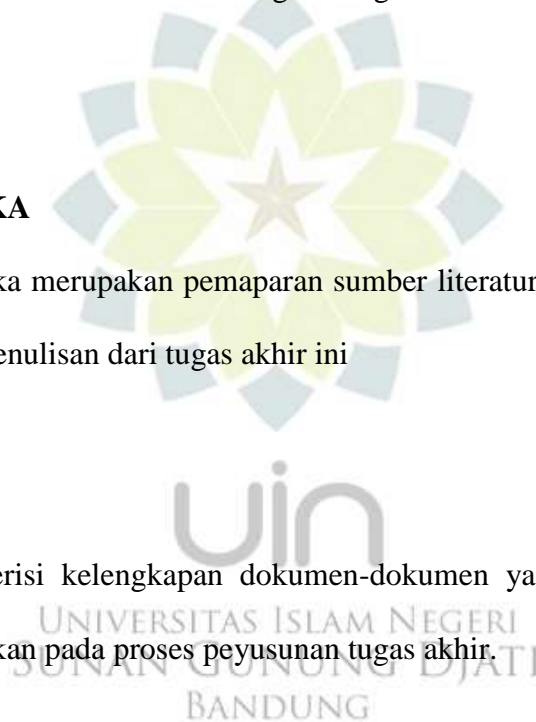 KA
ka merupakan pemaparan sumber literatur
enulisan dari tugas akhir ini
uin
erisi kelengkapan dokumen-dokumen ya
UNIVERSITAS ISLAM NEGERI
kan pada proses peyusunan tugas akhir.
SUNAN GUNUNG DJATI
BANDUNG